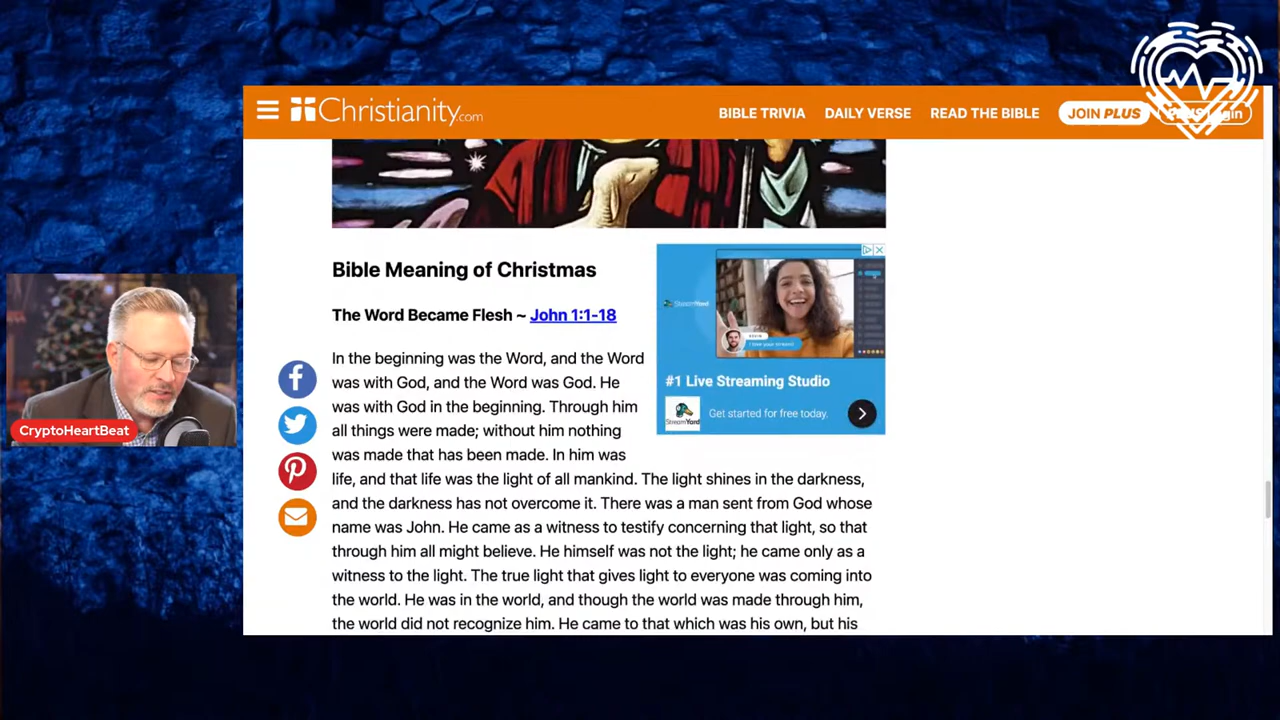 Christianity.com
BIBLE TRIVIA
DAILY VERSE
READ THE BIBLE
JOIN PLUS
Bible Meaning of Christmas
The Word Became Flesh ~ John 1:1-18
In the beginning was the Word, and the Word
was with God, and the Word was God. He
was with God in the beginning. Through him
all things were made; without him nothing
was made that has been made. In him was
life, and that life was the light of all mankind. The light shines in the darkness,
and the darkness has not overcome it. There was a man sent from God whose
name was John. He came as a witness to testify concerning that light, so that
through him all might believe. He himself was not the light; he came only as a
witness to the light. The true light that gives light to everyone was coming into
the world. He was in the world, and though the world was made through him,
the world did not recognize him. He came to that which was his own, but his
StreamYard
I love your streams!
#1 Live Streaming Studio
StreamYard
Get started for free today.
CryptoHeartBeat